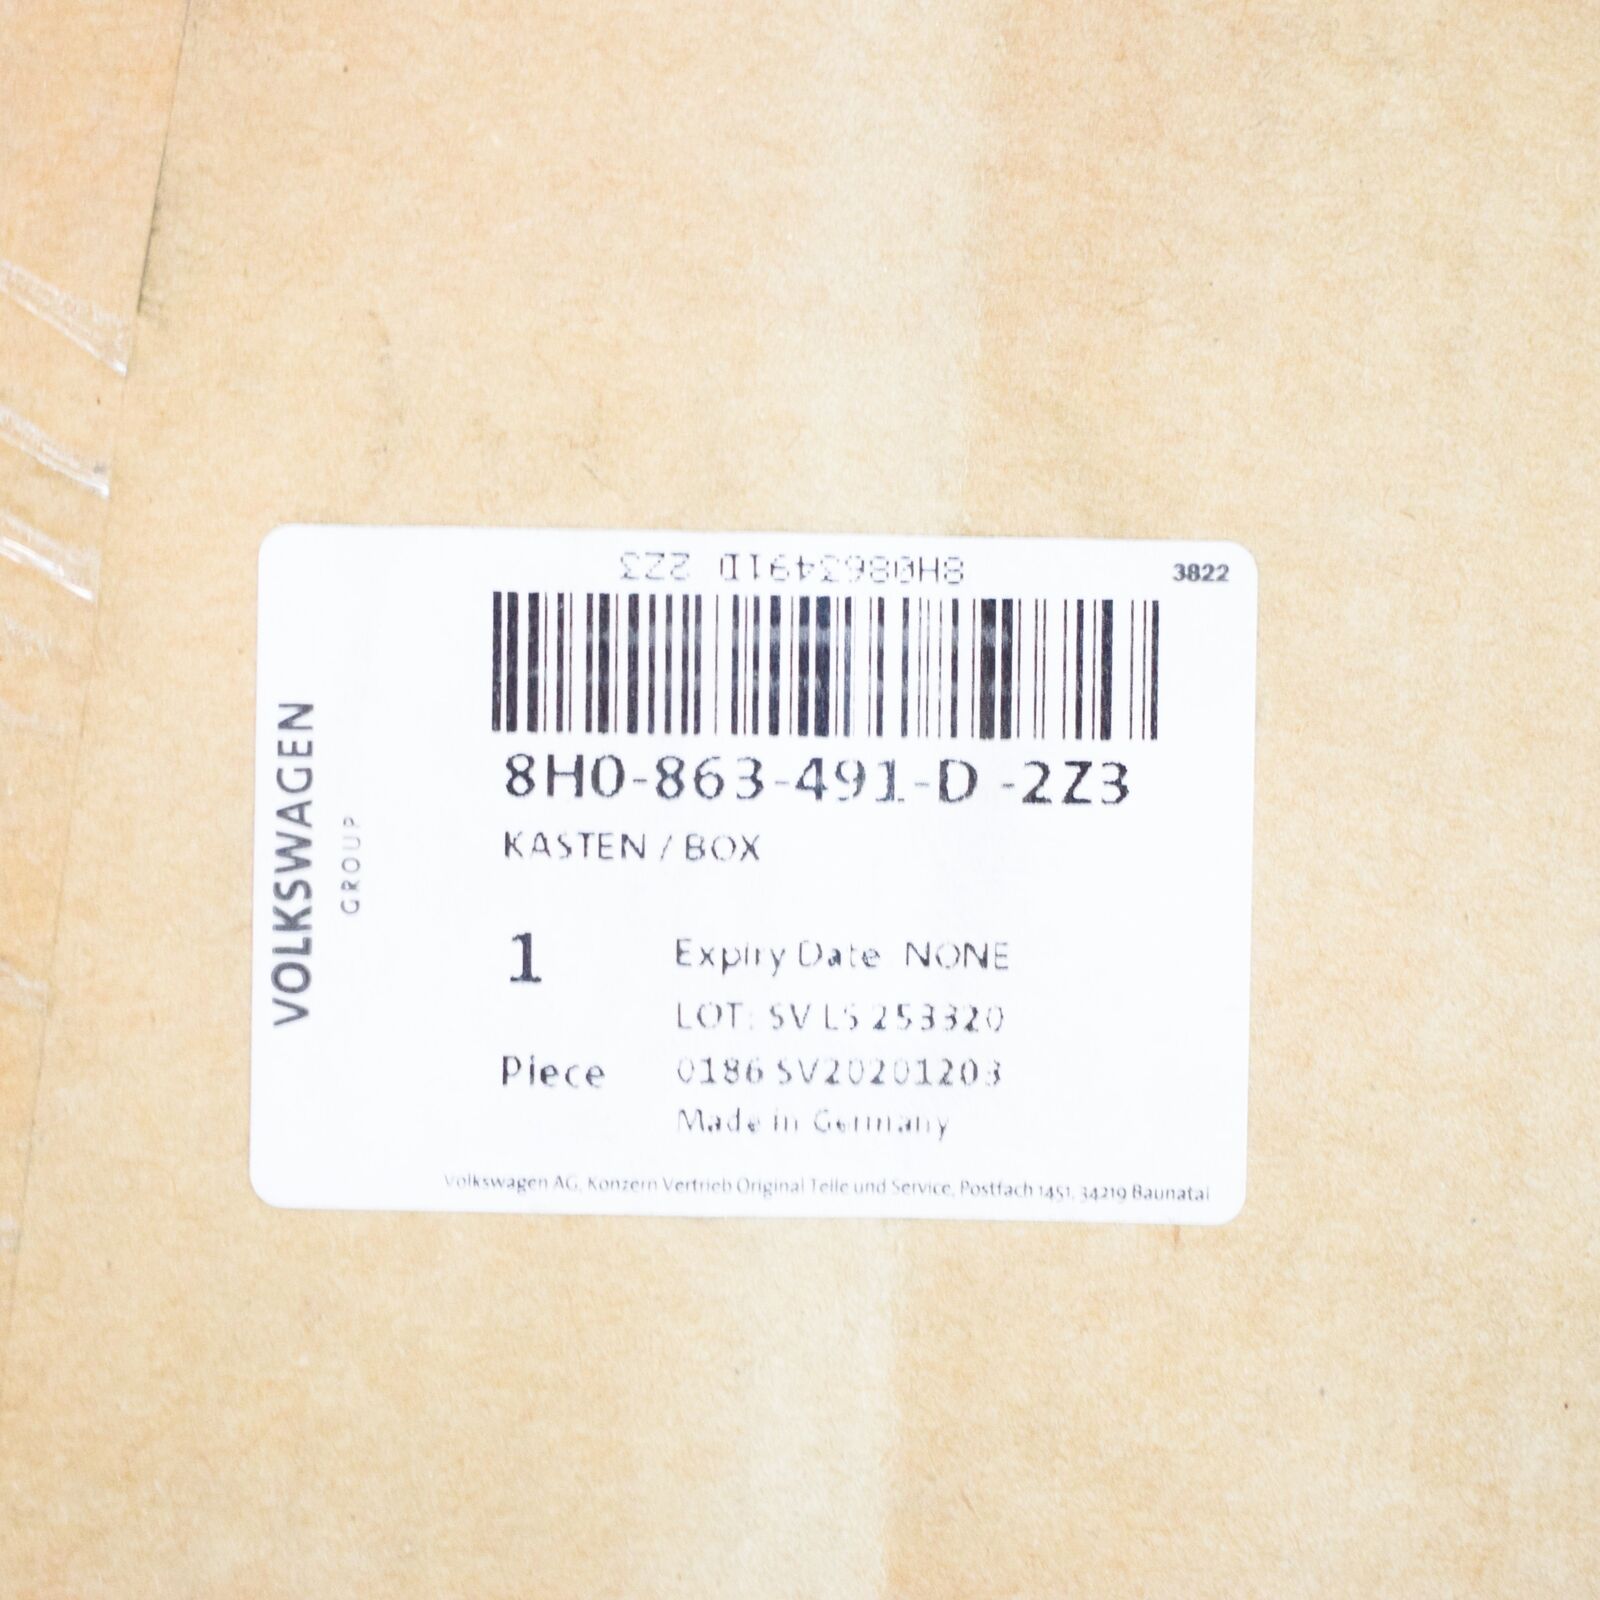 8H0863491D 2Z3
3822
8H0-863-491-D -2Z3
KASTEN / BOX
1
Expiry Date NONE
LOT: SV LS 253320
Piece
0186 SV20201203
Made in Germany
Volkswagen AG, Konzern Vertrieb Original Teile und Service, Postfach 1451, 34219 Baunatal
VOLKSWAGEN
GROUP